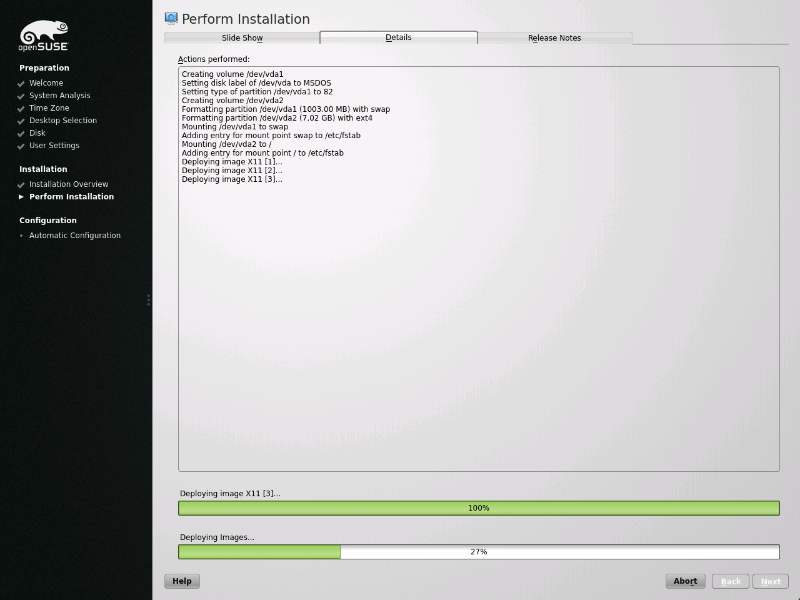 openSUSE
Preparation
Welcome
System Analysis
Time Zone
Desktop Selection
Disk
User Settings
Installation
Installation Overview
Perform Installation
Configuration
Automatic Configuration
Perform Installation
Slide Show
Details
Release Notes
Actions performed:
Creating volume /dev/vda1
Setting disk label of /dev/vda to MSDOS
Setting type of partition /dev/vda1 to 82
Creating volume /dev/vda2
Formatting partition /dev/vda1 (1003.00 MB) with swap
Formatting partition /dev/vda2 (7.02 GB) with ext4
Mounting /dev/vda1 to swap
Adding entry for mount point swap to /etc/fstab
Mounting /dev/vda2 to /
Adding entry for mount point / to /etc/fstab
Deploying image X11 [1]...
Deploying image X11 [2]...
Deploying image X11 [3]...
Deploying image X11 [3]...
100%
Deploying Images...
27%
Help
Abort
Back
Next